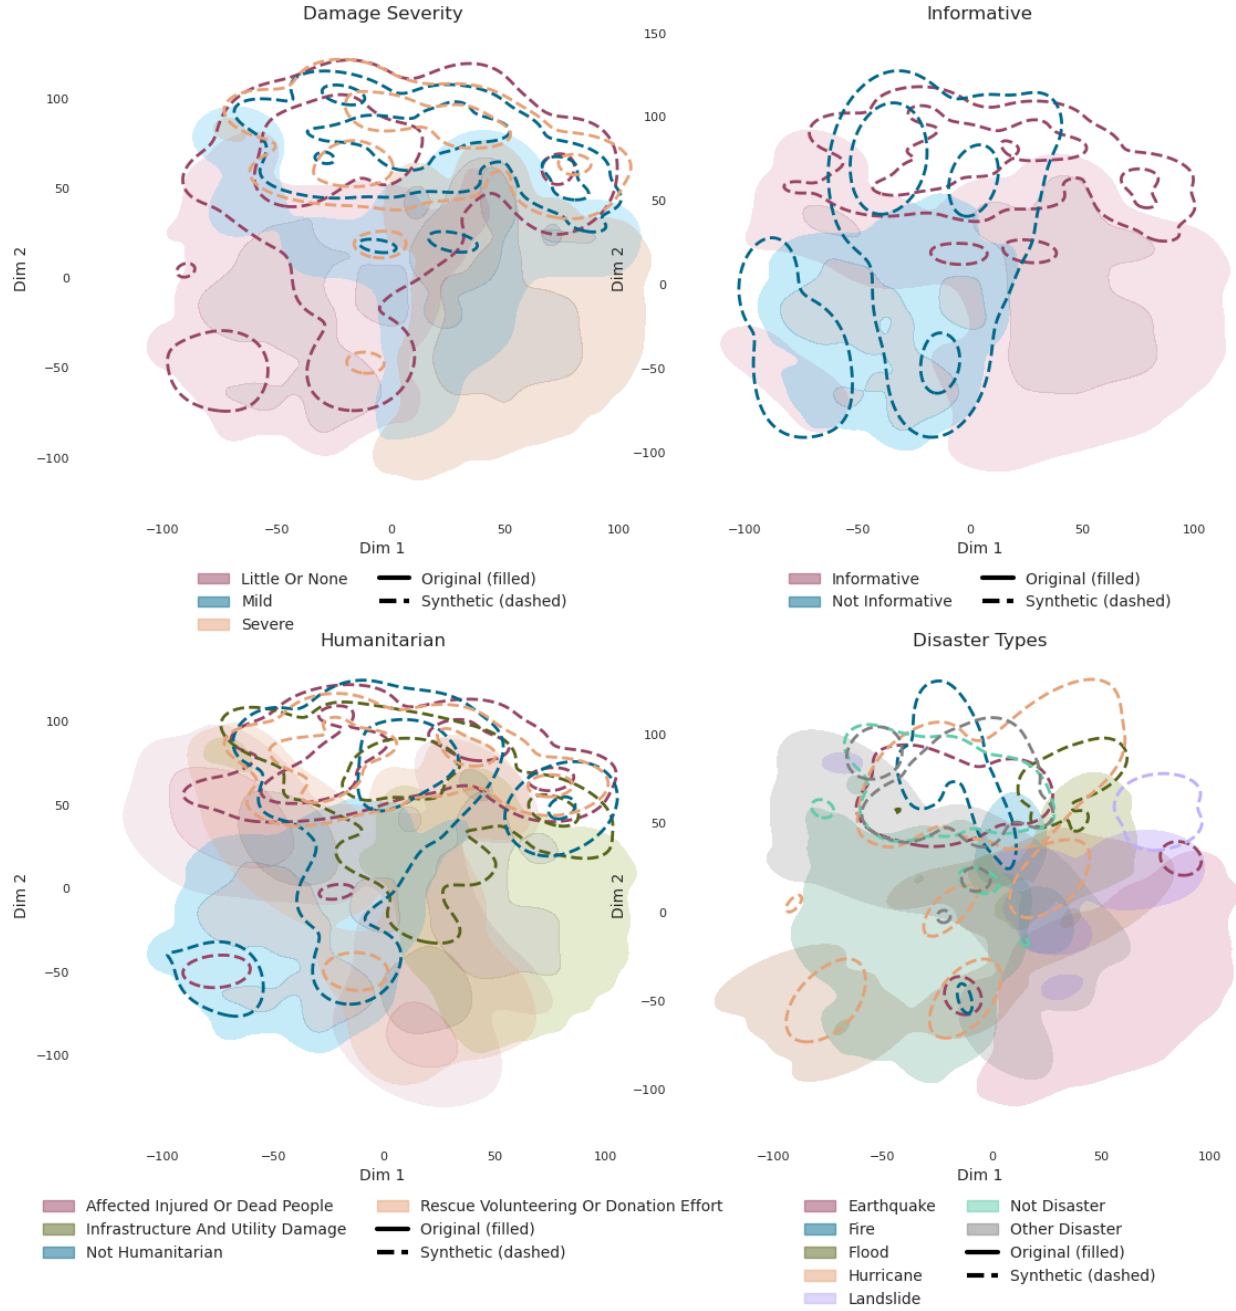 Damage Severity
Dim 2
100
50
0
−50
−100
−100 −50 0 50 100
Dim 1
Little Or None
Mild
Severe
Original (filled)
Synthetic (dashed)
Informative
Dim 2
150
100
50
0
−50
−100
−100 −50 0 50 100
Dim 1
Informative
Not Informative
Original (filled)
Synthetic (dashed)
Humanitarian
Dim 2
100
50
0
−50
−100
−100 −50 0 50 100
Dim 1
Affected Injured Or Dead People
Infrastructure And Utility Damage
Not Humanitarian
Rescue Volunteering Or Donation Effort
Original (filled)
Synthetic (dashed)
Disaster Types
Dim 2
100
50
0
−50
−100
−100 −50 0 50 100
Dim 1
Earthquake
Fire
Flood
Hurricane
Landslide
Not Disaster
Other Disaster
Original (filled)
Synthetic (dashed)